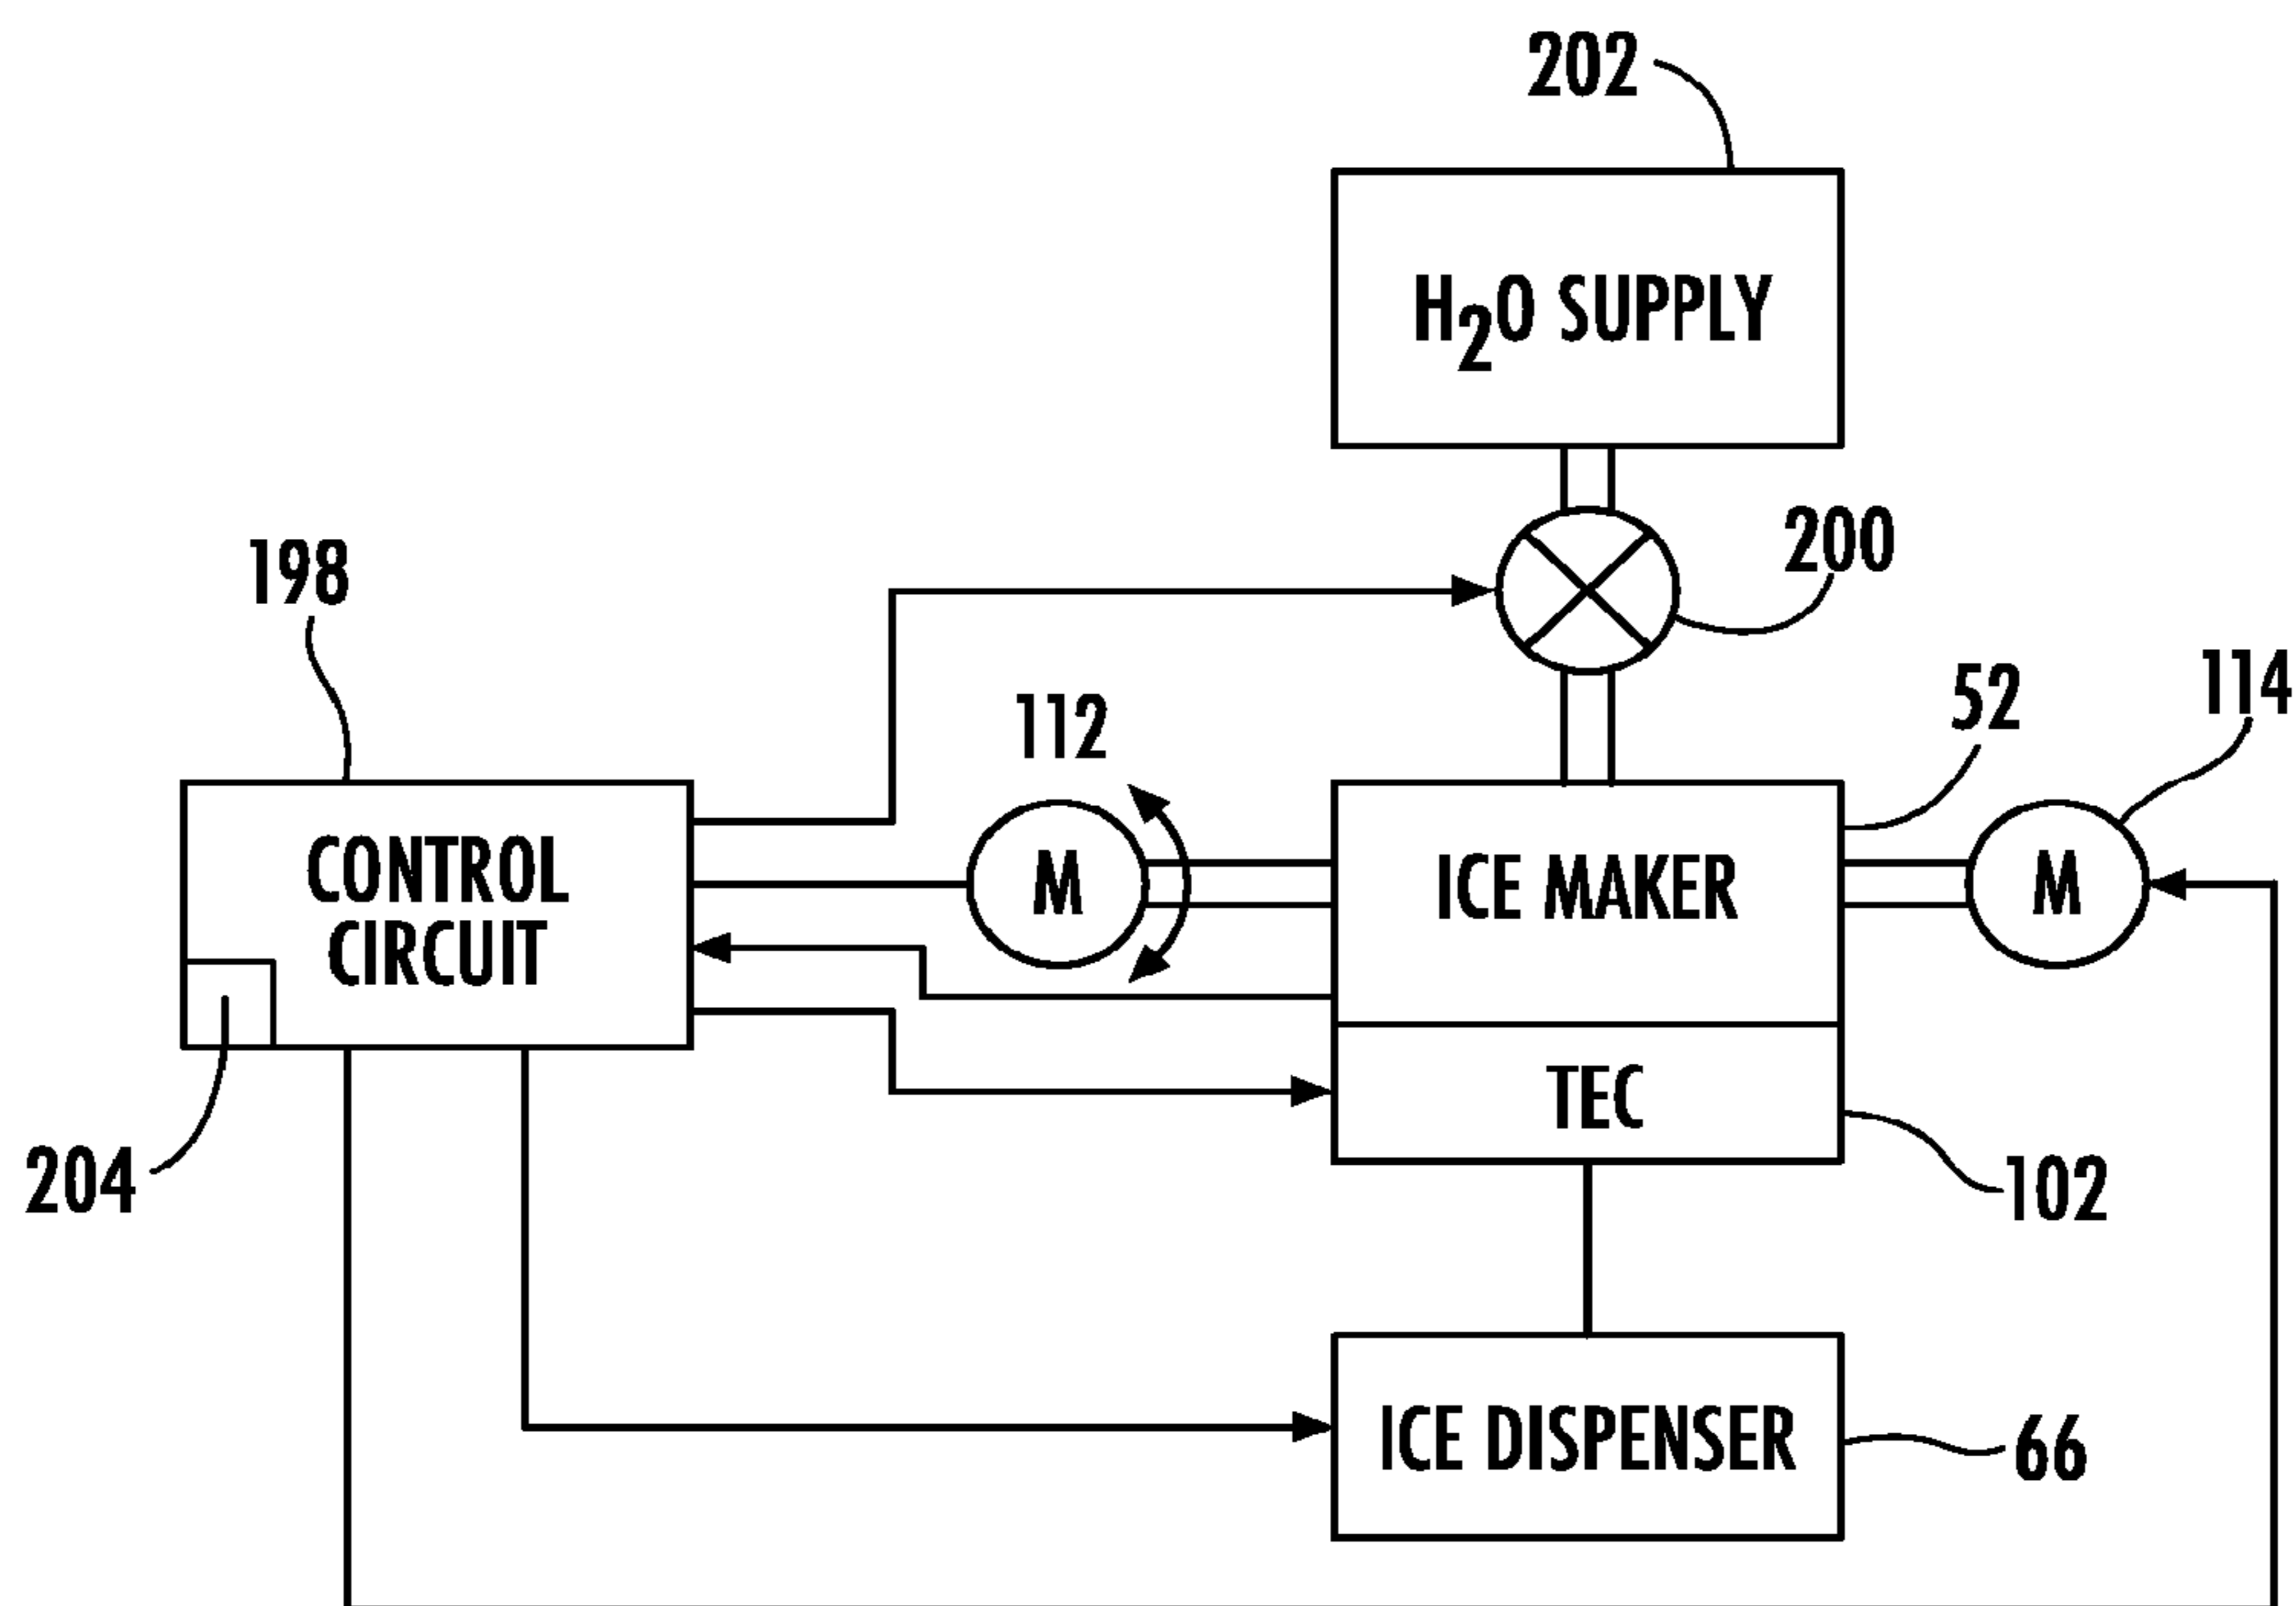 202
H₂O SUPPLY
200
198
112
52
114
CONTROL
CIRCUIT
M
ICE MAKER
M
TEC
204
102
ICE DISPENSER
66